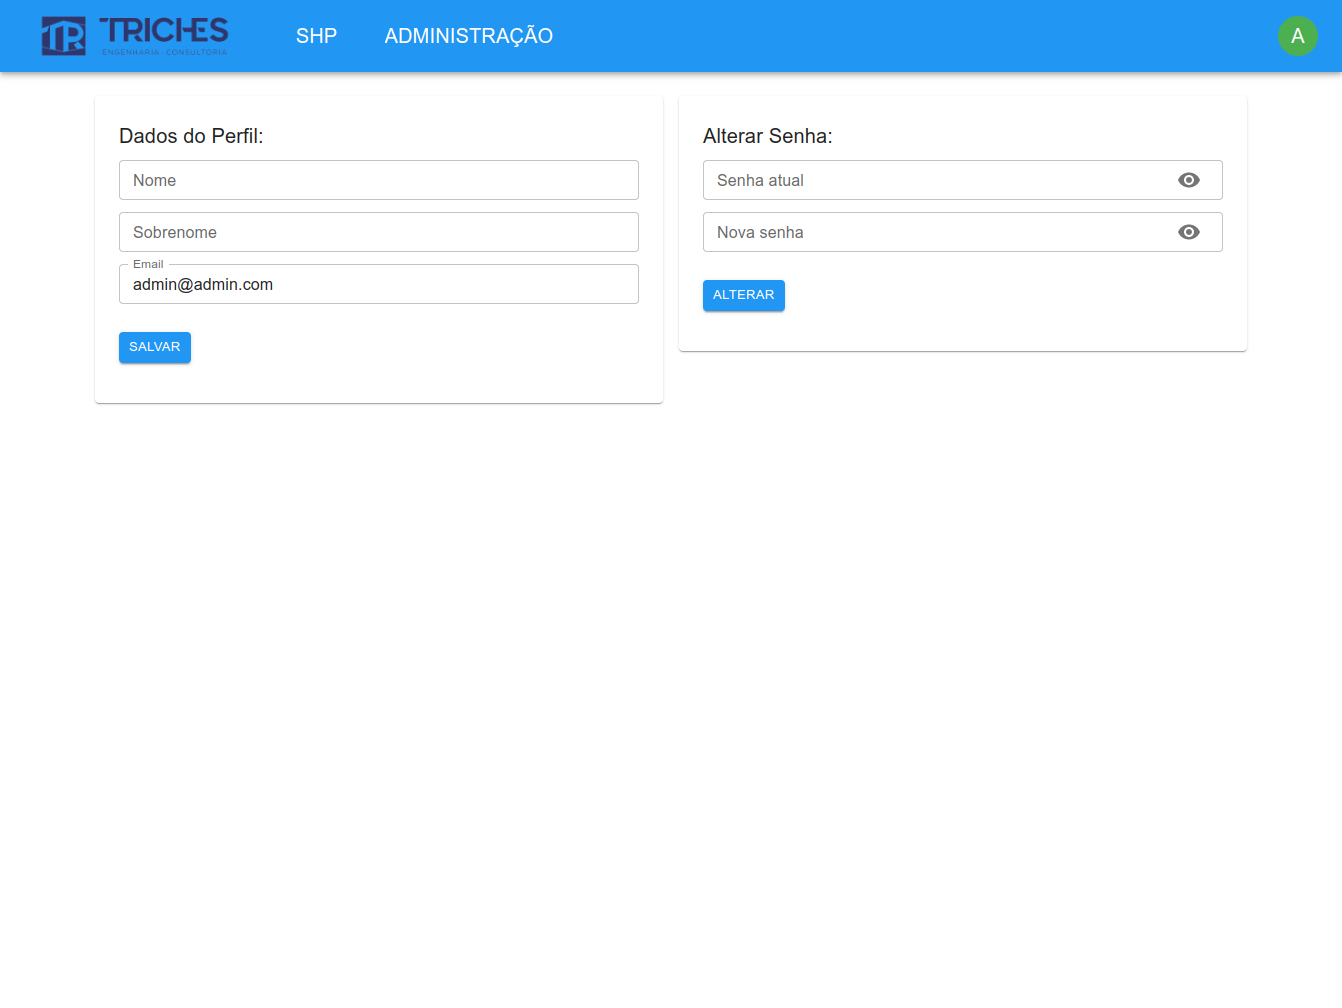 TR TRICHES
ENGENHARIA · CONSULTORIA
SHP
ADMINISTRAÇÃO
A
Dados do Perfil:
Nome
Sobrenome
Email
admin@admin.com
SALVAR
Alterar Senha:
Senha atual
Nova senha
ALTERAR